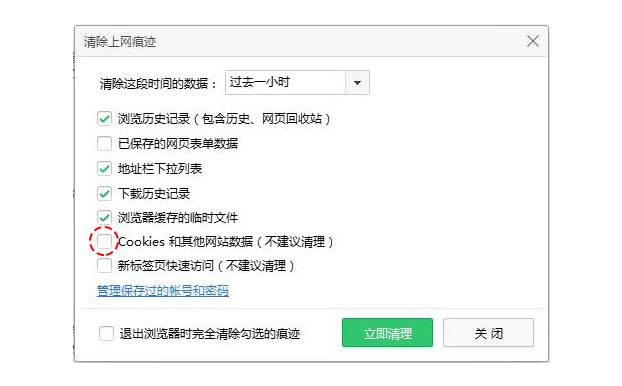 清除上网痕迹
清除这段时间的数据： 过去一小时
浏览历史记录（包含历史、网页回收站）
已保存的网页表单数据
地址栏下拉列表
下载历史记录
浏览器缓存的临时文件
Cookies 和其他网站数据（不建议清理）
新标签页快速访问（不建议清理）
管理保存过的帐号和密码
退出浏览器时完全清除勾选的痕迹 立即清理 关 闭